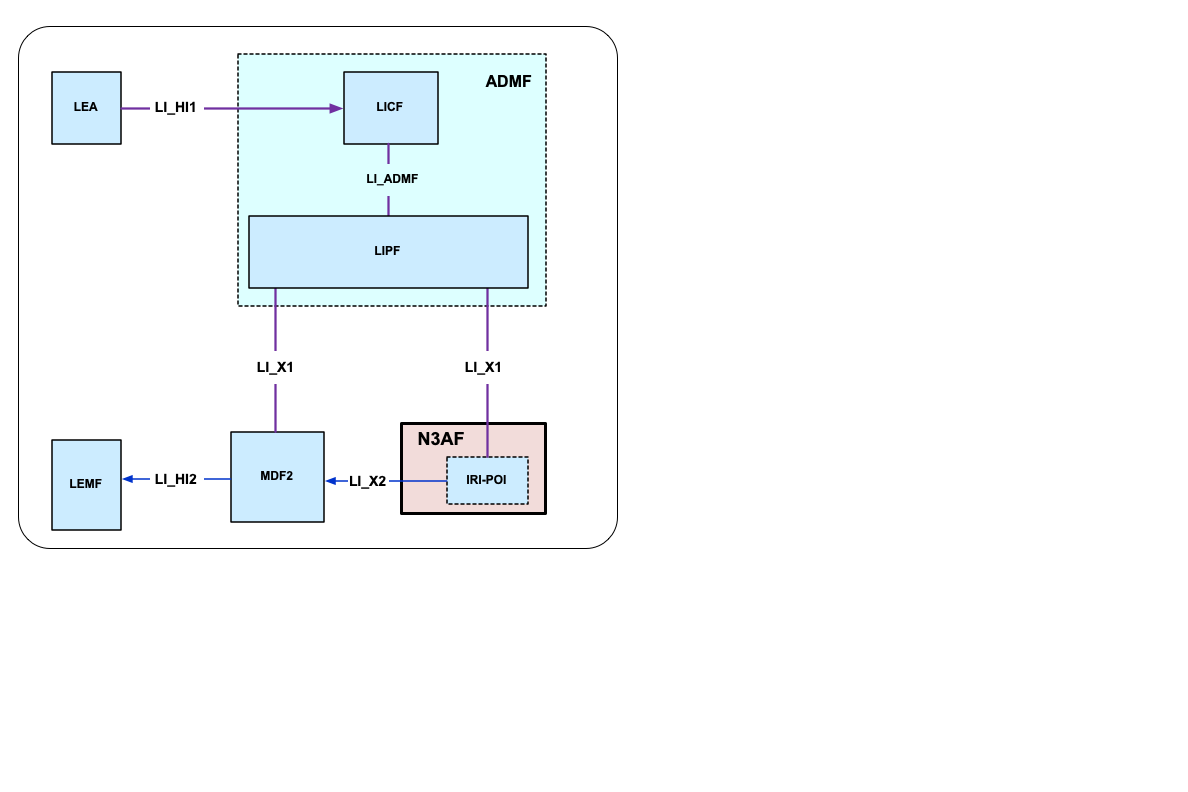 ADMF
LEA
LI_HI1
LICF
LI_ADMF
LIPF
LI_X1
LI_X1
N3AF
LEMF
LI_HI2
MDF2
LI_X2
IRI-POI